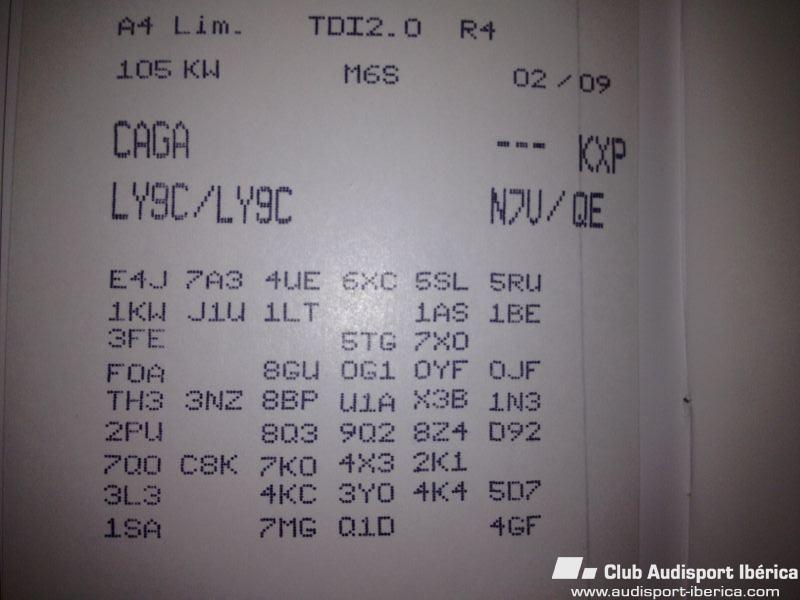 A4 Lim. TDI2.0 R4
105 KW M6S 02/09
CAGA --- KXP
LY9C/LY9C N7V/QE
E4J 7A3 4UE 6XC 5SL 5RU
1KW J1U 1LT 1AS 1BE
3FE 5TG 7X0
F0A 8GU 0G1 0YF 0JF
TH3 3NZ 8BP U1A X3B 1N3
2PU 8Q3 9Q2 8Z4 D92
7Q0 C8K 7K0 4X3 2K1
3L3 4KC 3Y0 4K4 5D7
1SA 7MG Q1D 4GF
Club Audisport Ibérica
www.audisport-iberica.com